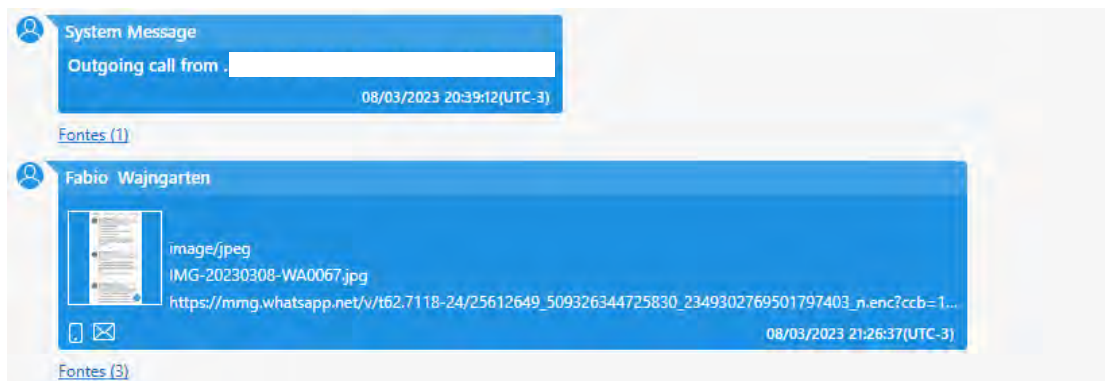 System Message
Outgoing call from .
08/03/2023 20:39:12(UTC-3)
Fontes (1)
Fabio Wajngarten
image/jpeg
IMG-20230308-WA0067.jpg
https://mmg.whatsapp.net/v/t62.7118-24/25612649_509326344725830_2349302769501797403_n.enc?ccb=1...
08/03/2023 21:26:37(UTC-3)
Fontes (3)